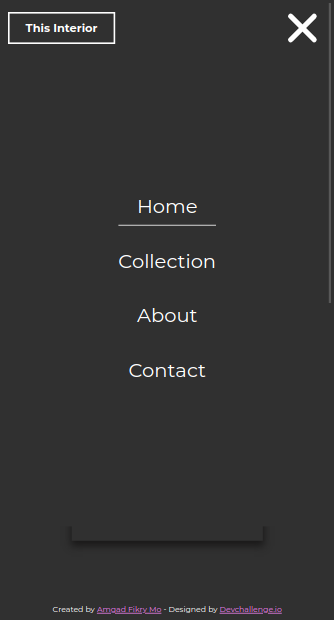 This Interior
Home
Collection
About
Contact
Created by Amgad Fikry Mo - Designed by Devchallenge.io